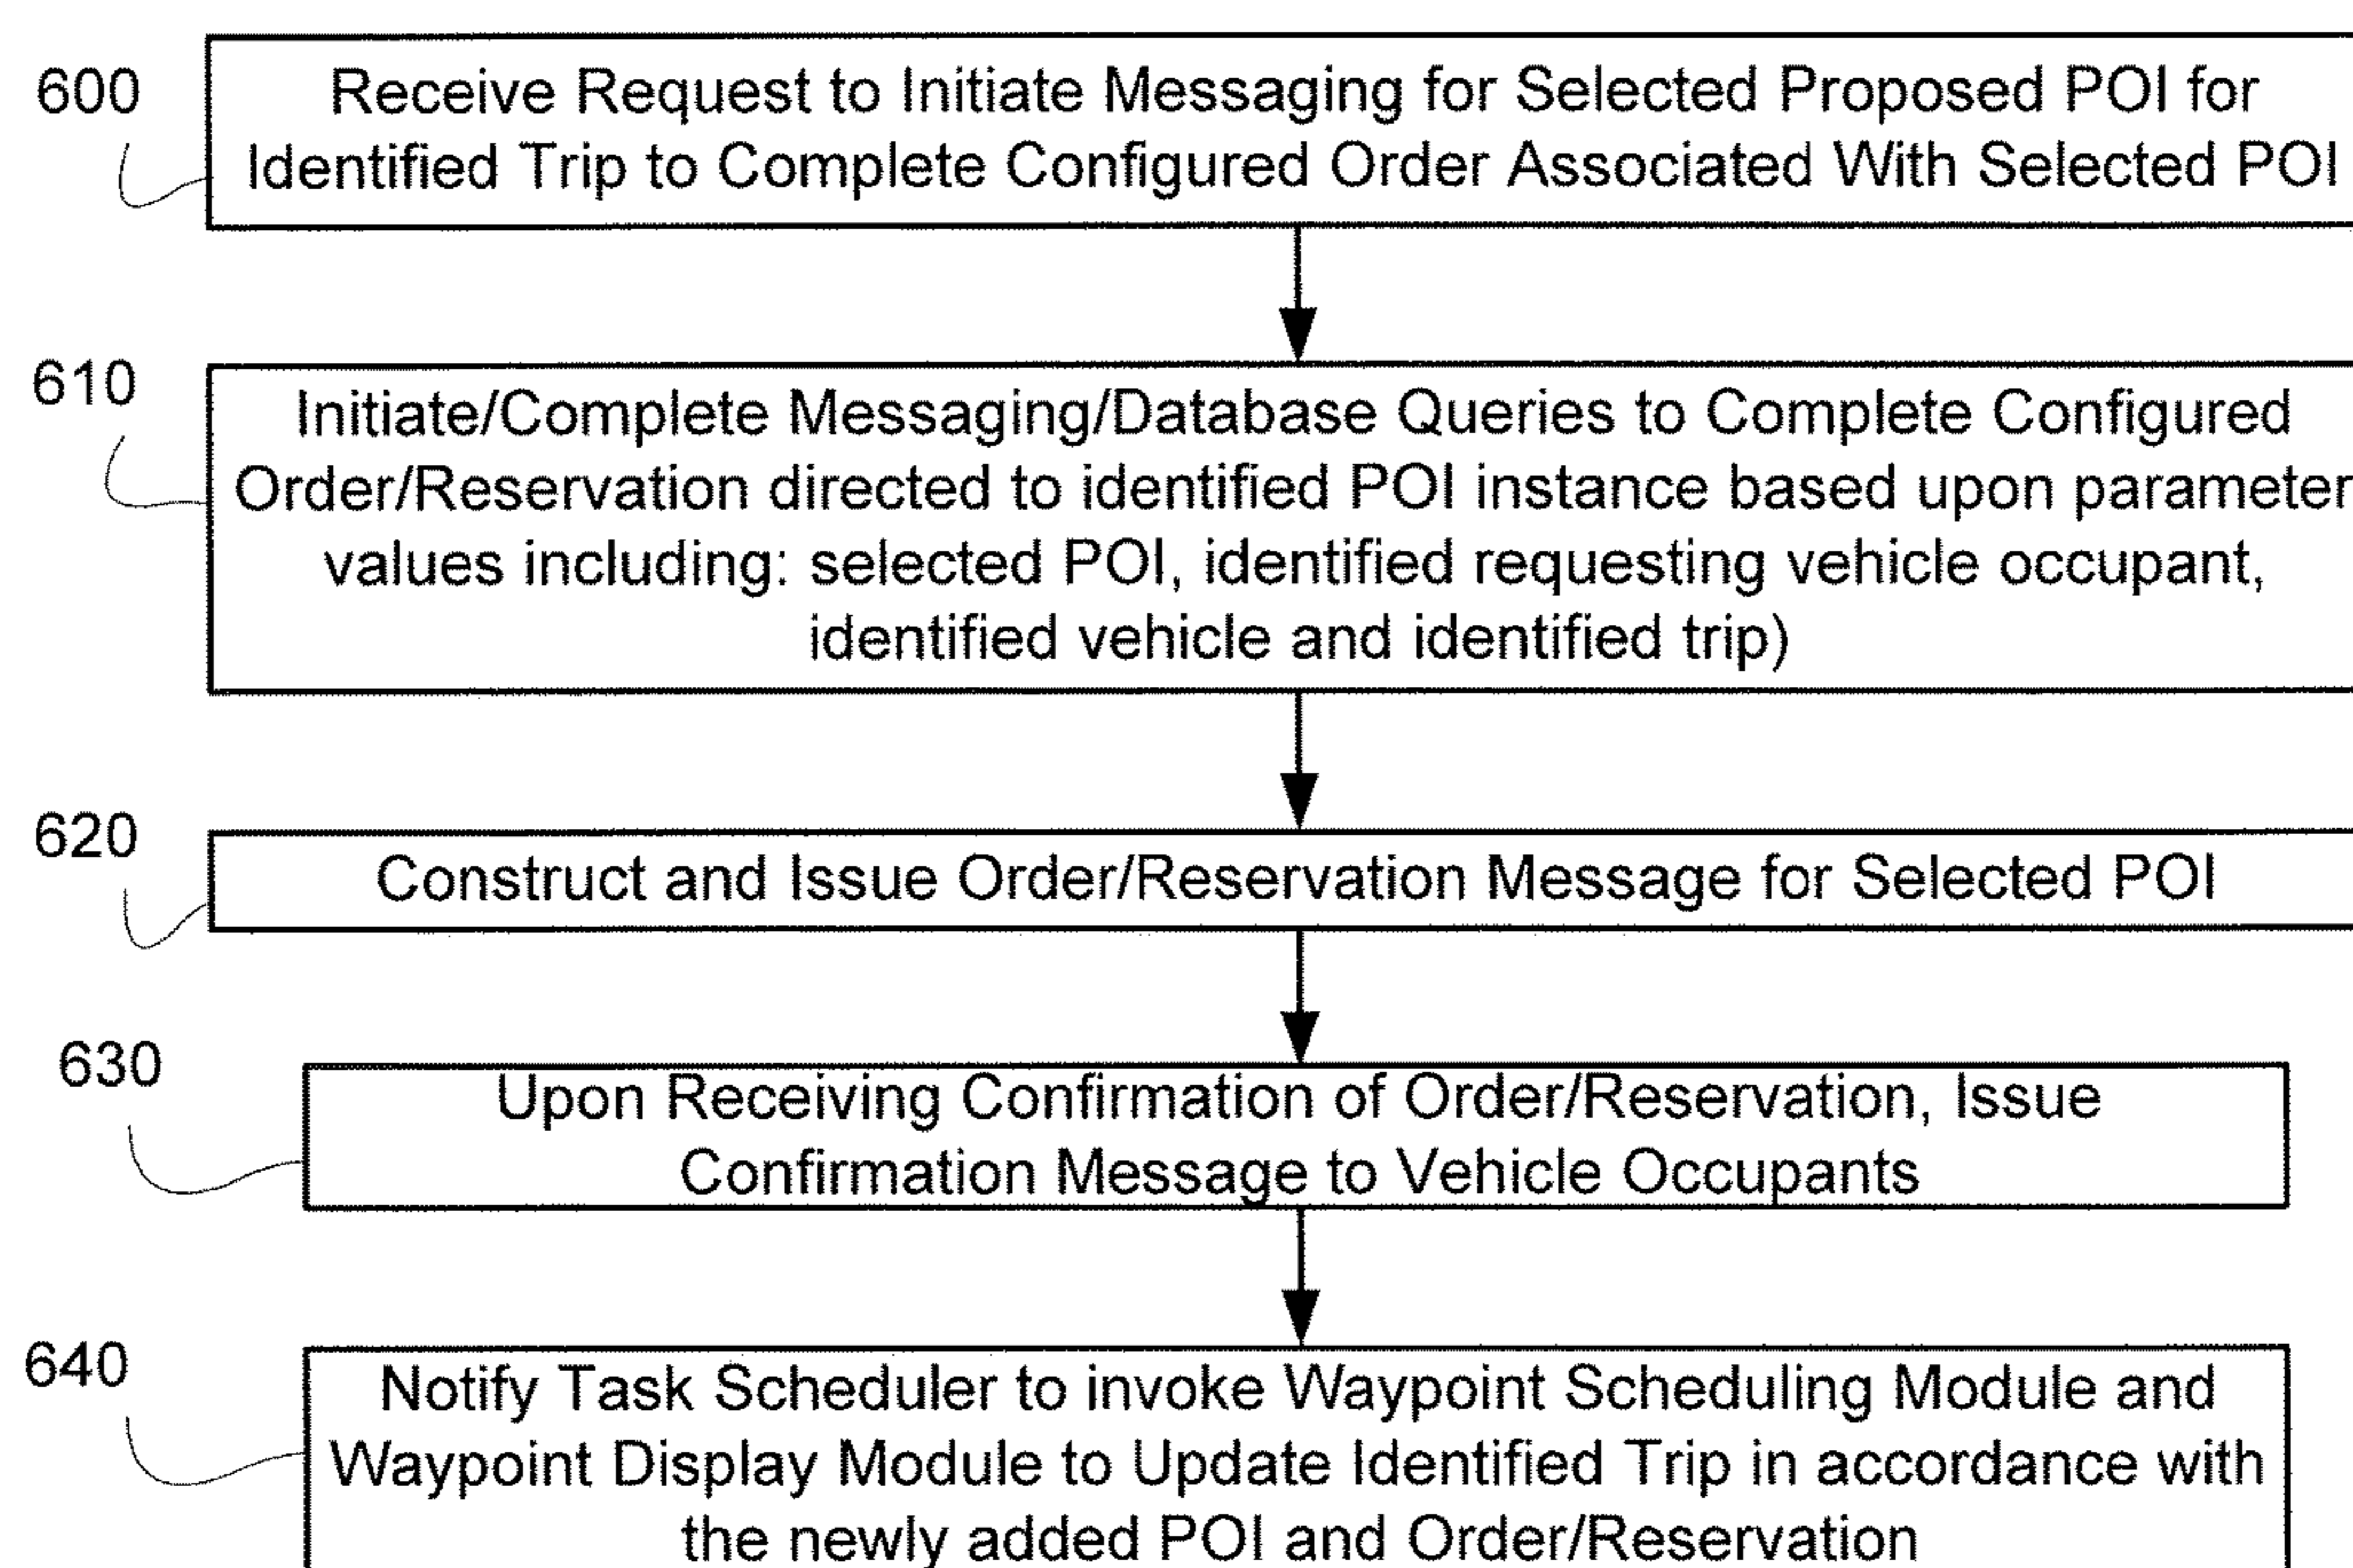 600
Receive Request to Initiate Messaging for Selected Proposed POI for
Identified Trip to Complete Configured Order Associated With Selected POI
610
Initiate/Complete Messaging/Database Queries to Complete Configured
Order/Reservation directed to identified POI instance based upon parameter
values including: selected POI, identified requesting vehicle occupant,
identified vehicle and identified trip)
620
Construct and Issue Order/Reservation Message for Selected POI
630
Upon Receiving Confirmation of Order/Reservation, Issue
Confirmation Message to Vehicle Occupants
640
Notify Task Scheduler to invoke Waypoint Scheduling Module and
Waypoint Display Module to Update Identified Trip in accordance with
the newly added POI and Order/Reservation